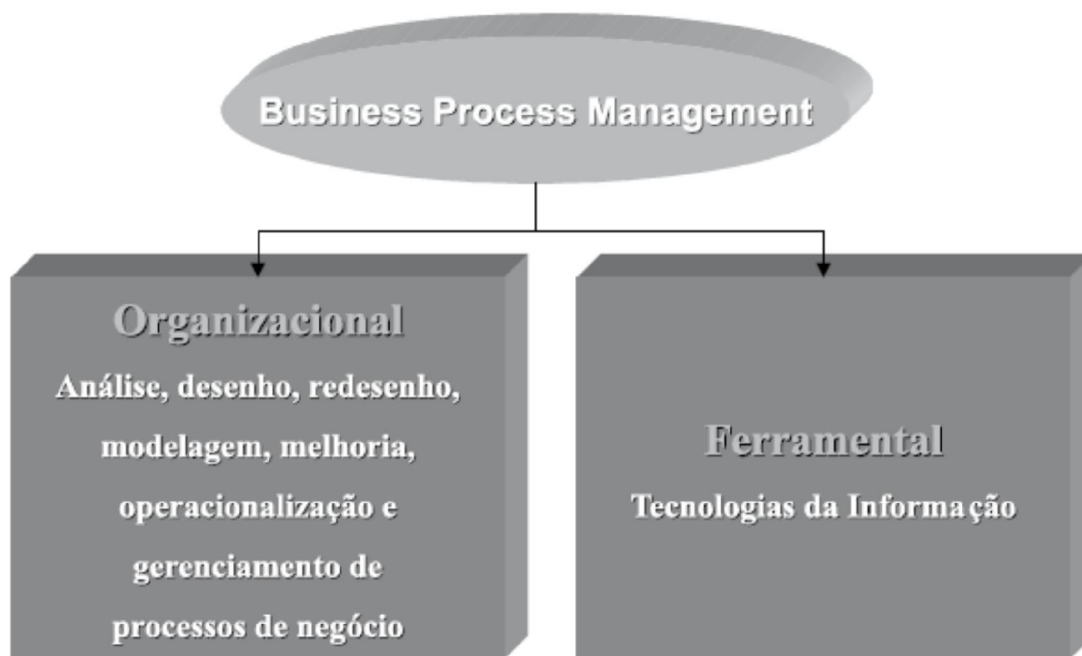 Business Process Management
Organizacional
Análise, desenho, redesenho,
modelagem, melhoria,
operacionalização e
gerenciamento de
processos de negócio
Ferramental
Tecnologias da Informação